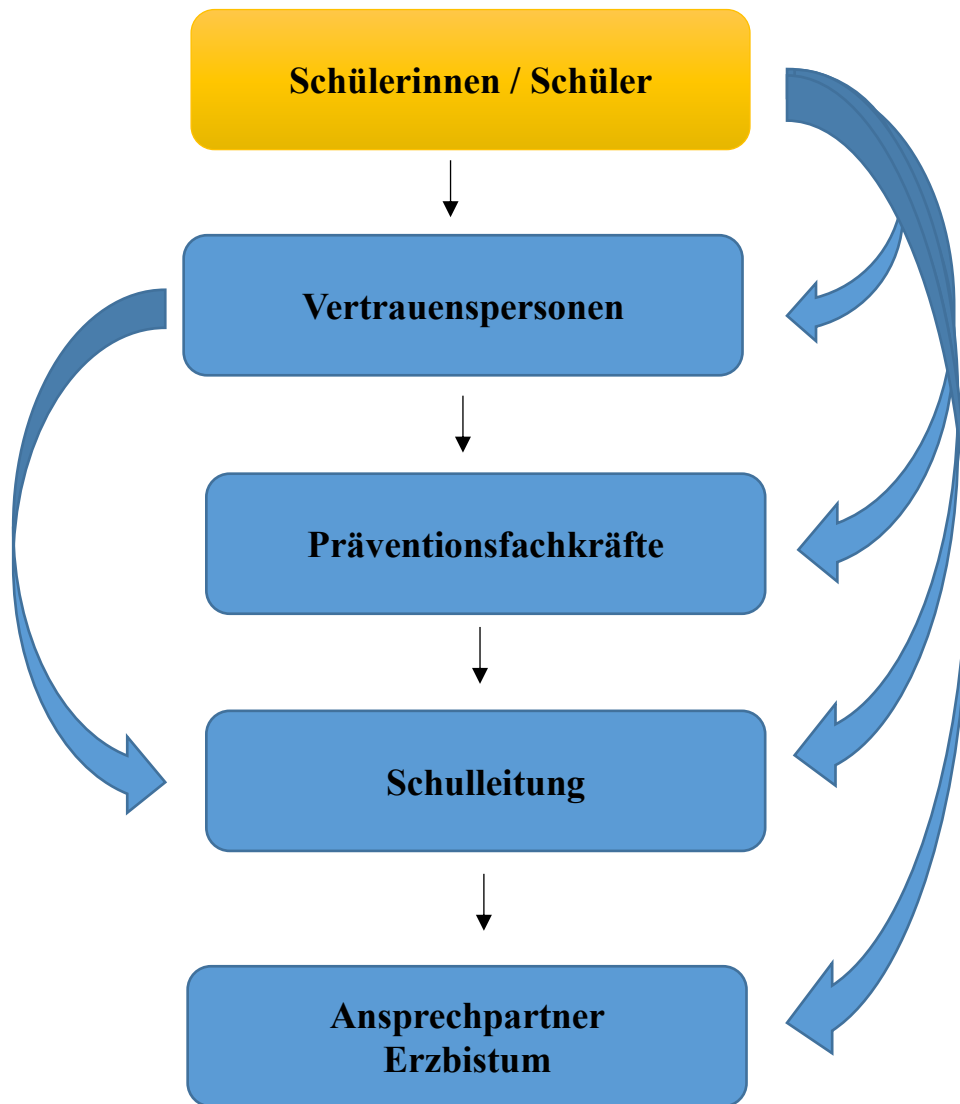 Schülerinnen / Schüler
Vertrauenspersonen
Präventionsfachkräfte
Schulleitung
Ansprechpartner
Erzbistum